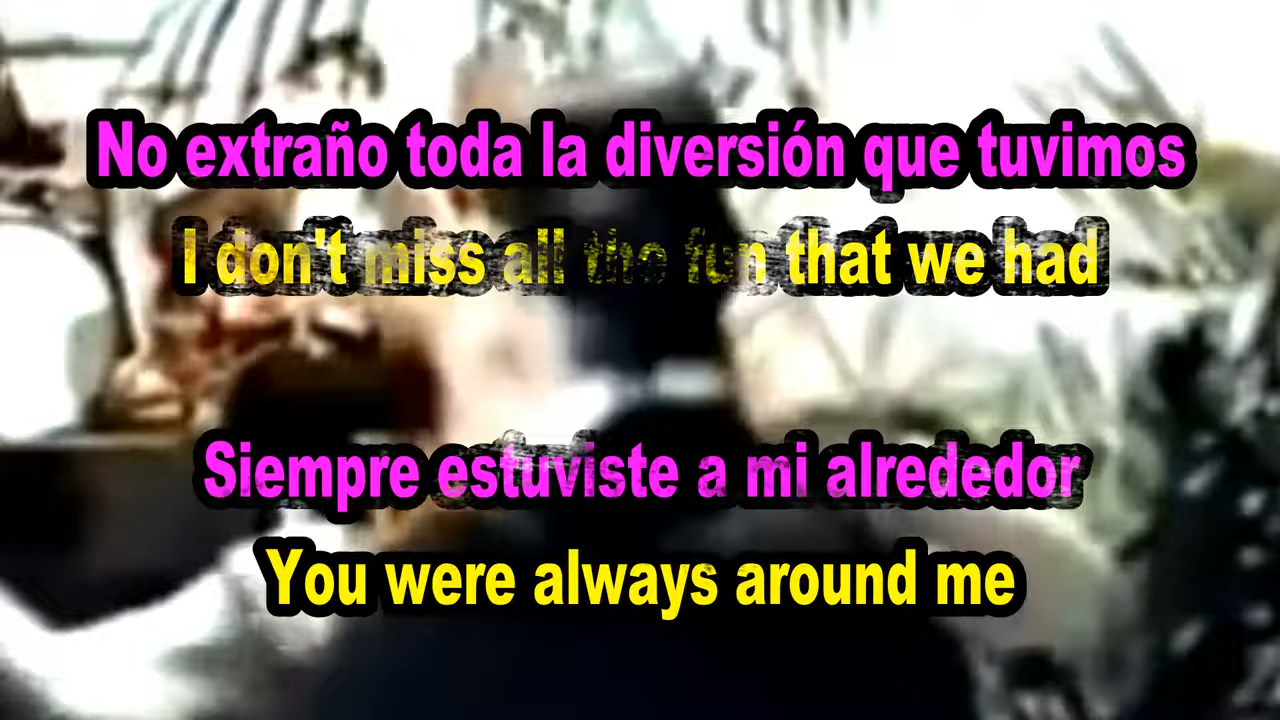 No extraño toda la diversión que tuvimos
I don't miss all the fun that we had
Siempre estuviste a mi alrededor
You were always around me